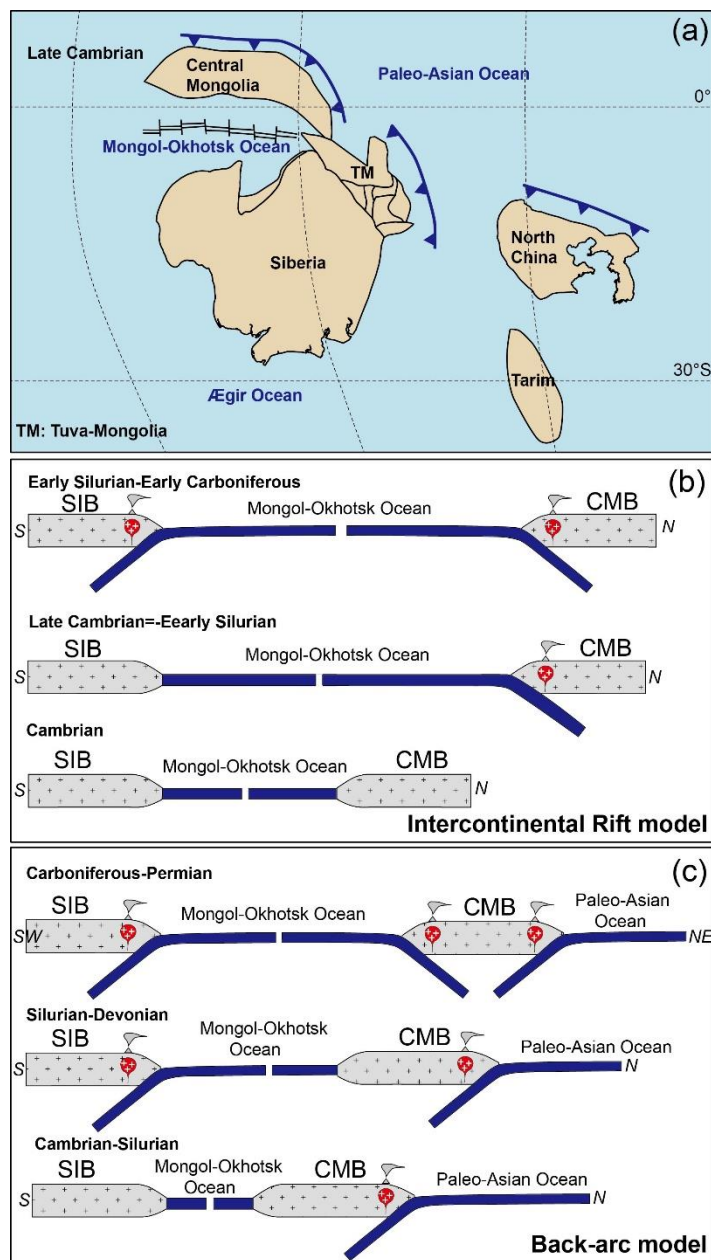 (a)
Late Cambrian
Central
Mongolia
Paleo-Asian Ocean
0°
Mongol-Okhotsk Ocean
TM
North
China
Siberia
30°S
Tarim
Ægir Ocean
TM: Tuva-Mongolia
(b)
Early Silurian-Early Carboniferous
SIB
Mongol-Okhotsk Ocean
CMB
S
N
Late Cambrian=-Eearly Silurian
SIB
Mongol-Okhotsk Ocean
CMB
S
N
Cambrian
SIB
Mongol-Okhotsk Ocean
CMB
S
N
Intercontinental Rift model
(c)
Carboniferous-Permian
SIB
Mongol-Okhotsk Ocean
CMB
Paleo-Asian
Ocean
SW
NE
Silurian-Devonian
SIB
Mongol-Okhotsk
Ocean
CMB
Paleo-Asian Ocean
S
N
Cambrian-Silurian
SIB
Mongol-Okhotsk
Ocean
CMB
Paleo-Asian Ocean
S
N
Back-arc model